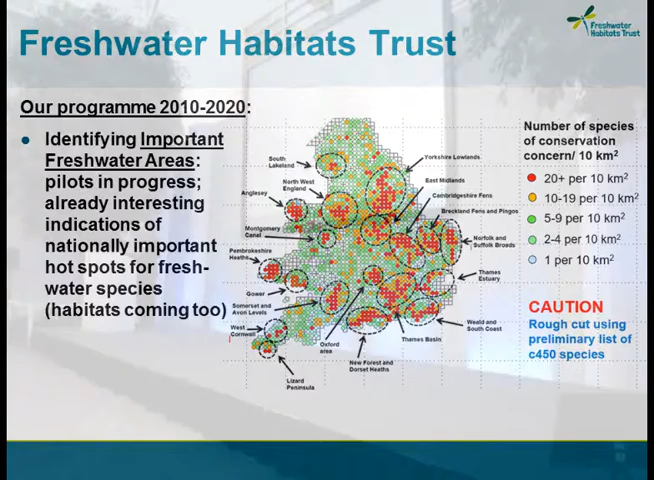 Freshwater Habitats Trust
Freshwater
Habitats Trust
Our programme 2010-2020:
• Identifying Important
Freshwater Areas:
pilots in progress;
already interesting
indications of
nationally important
hot spots for fresh-
water species
(habitats coming too)
South
Lakeland
North West
England
Anglesey
Montgomery
Canal
Pembrokeshire
Heaths
Gower
Somerset and
Avon Levels
West
Cornwall
Lizard
Peninsula
Oxford
area
New Forest and
Dorset Heaths
Thames Basin
Weald and
South Coast
Thames
Estuary
Norfolk and
Suffolk Broads
Breckland Fens and Pingos
Cambridgeshire Fens
East Midlands
Yorkshire Lowlands
Number of species
of conservation
concern/ 10 km²
20+ per 10 km²
10-19 per 10 km²
5-9 per 10 km²
2-4 per 10 km²
1 per 10 km²
CAUTION
Rough cut using
preliminary list of
c450 species